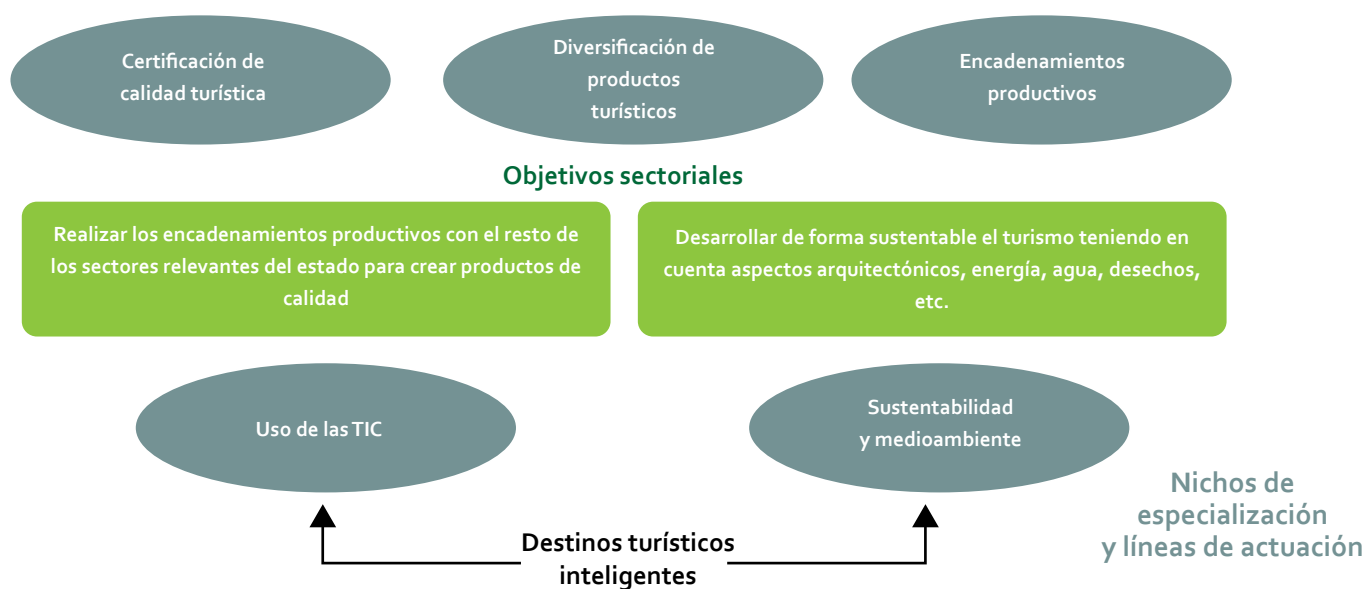 Certificación de
calidad turística
Diversificación de
productos
turísticos
Encadenamientos
productivos
Objetivos sectoriales
Realizar los encadenamientos productivos con el resto de
los sectores relevantes del estado para crear productos de
calidad
Desarrollar de forma sustentable el turismo teniendo en
cuenta aspectos arquitectónicos, energía, agua, desechos,
etc.
Uso de las TIC
Sustentabilidad
y medioambiente
Nichos de
especialización
y líneas de actuación
Destinos turísticos
inteligentes